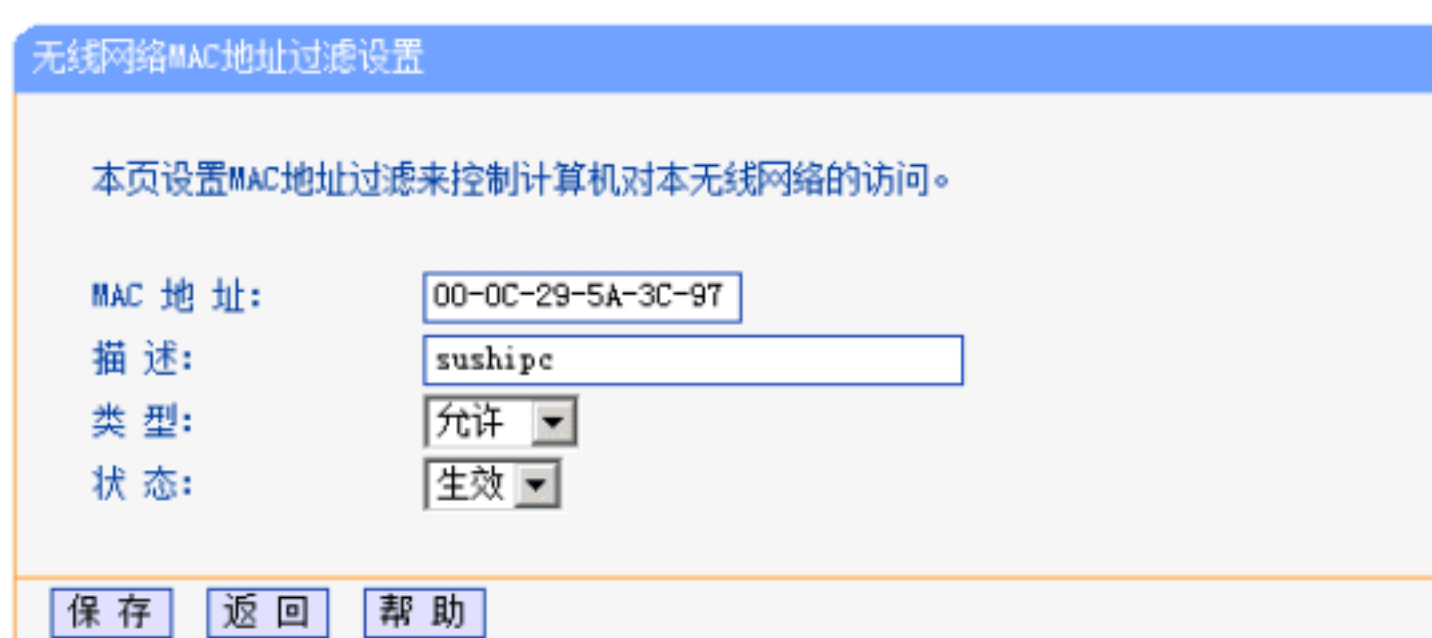 无线网络MAC地址过滤设置
本页设置MAC地址过滤来控制计算机对本无线网络的访问。
MAC 地 址: 00-0C-29-5A-3C-97
描 述: sushipc
类 型: 允许
状 态: 生效
保 存 返 回 帮 助